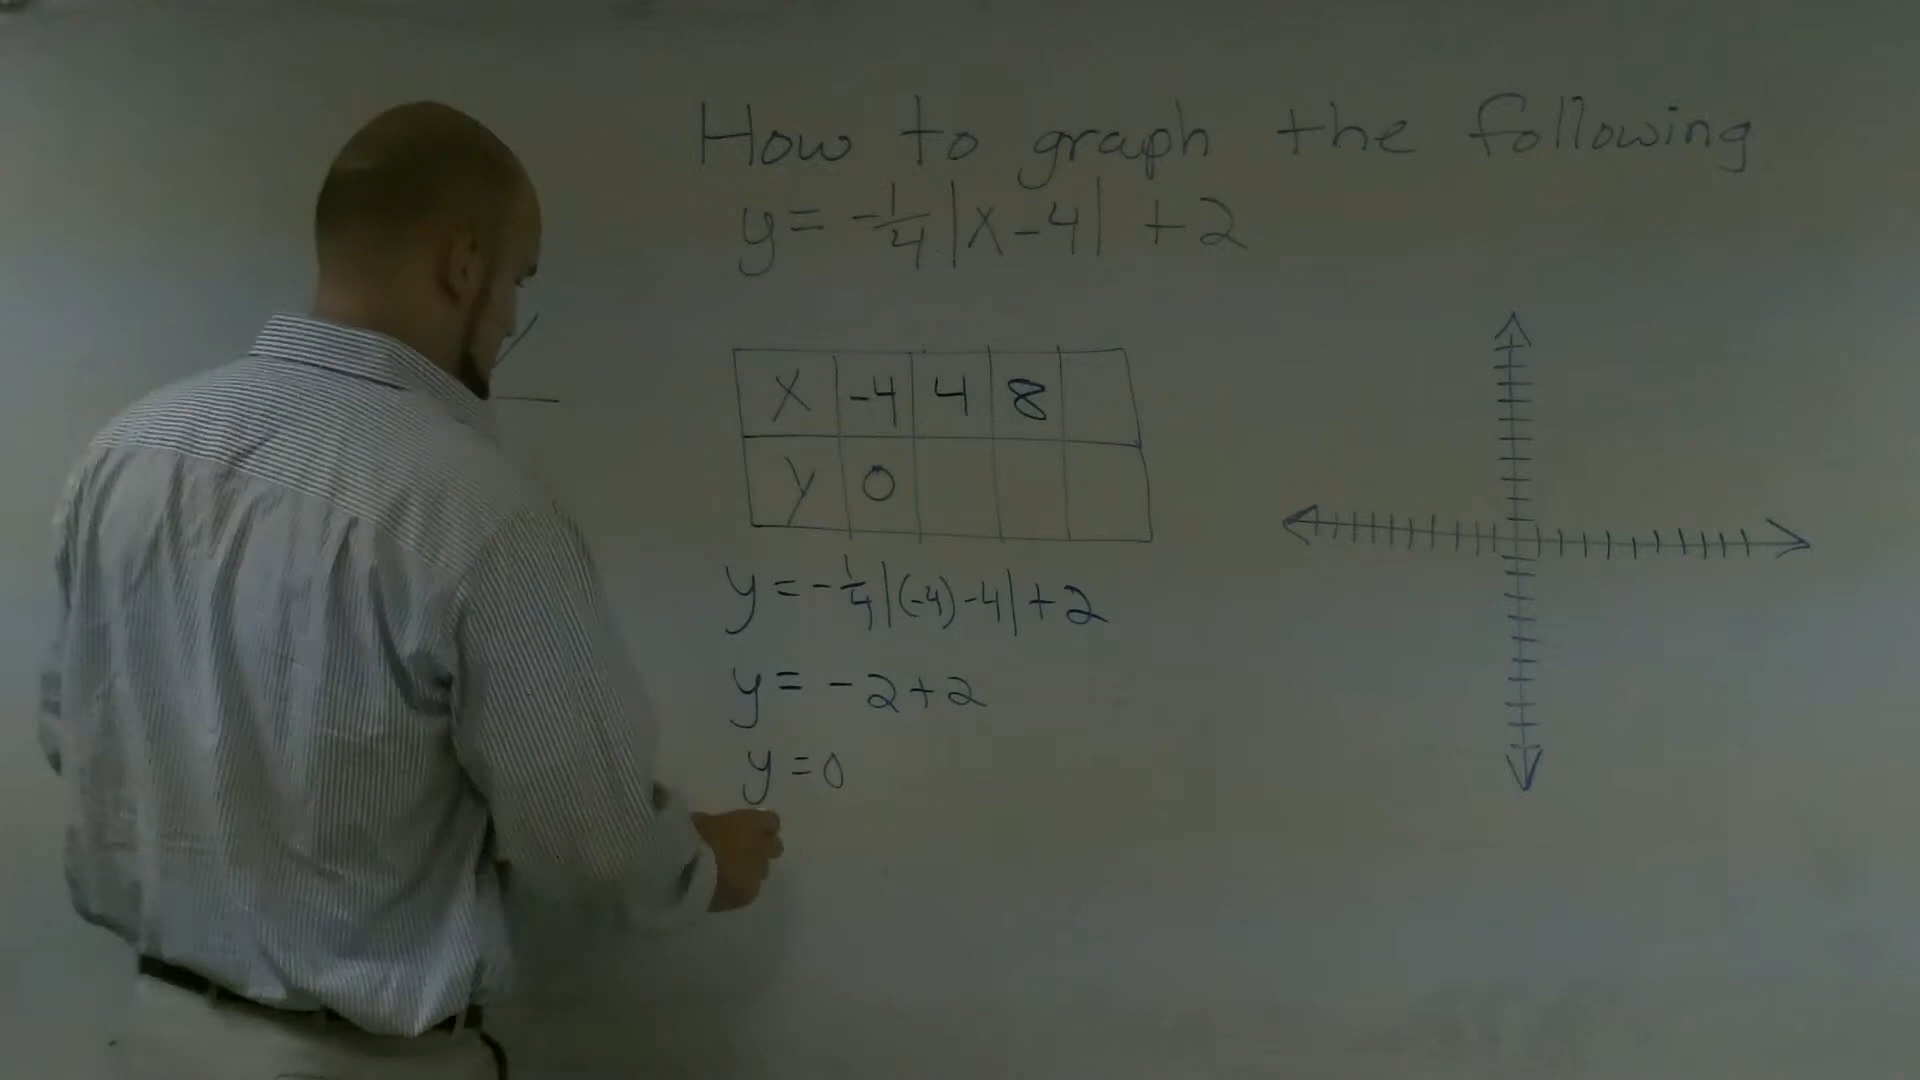 How to graph the following
y = -1/4 |x-4| + 2
x -4 4 8
y 0
y = -1/4 |(-4)-4| + 2
y = -2+2
y = 0